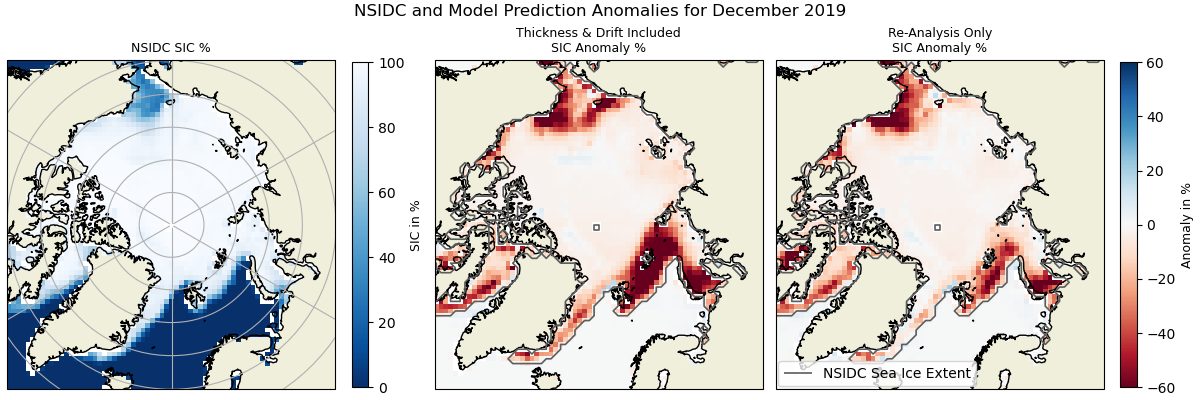 NSIDC and Model Prediction Anomalies for December 2019
NSIDC SIC %
100
80
60
40
20
0
SIC in %
Thickness & Drift Included
SIC Anomaly %
Re-Analysis Only
SIC Anomaly %
NSIDC Sea Ice Extent
60
40
20
0
−20
−40
−60
Anomaly in %